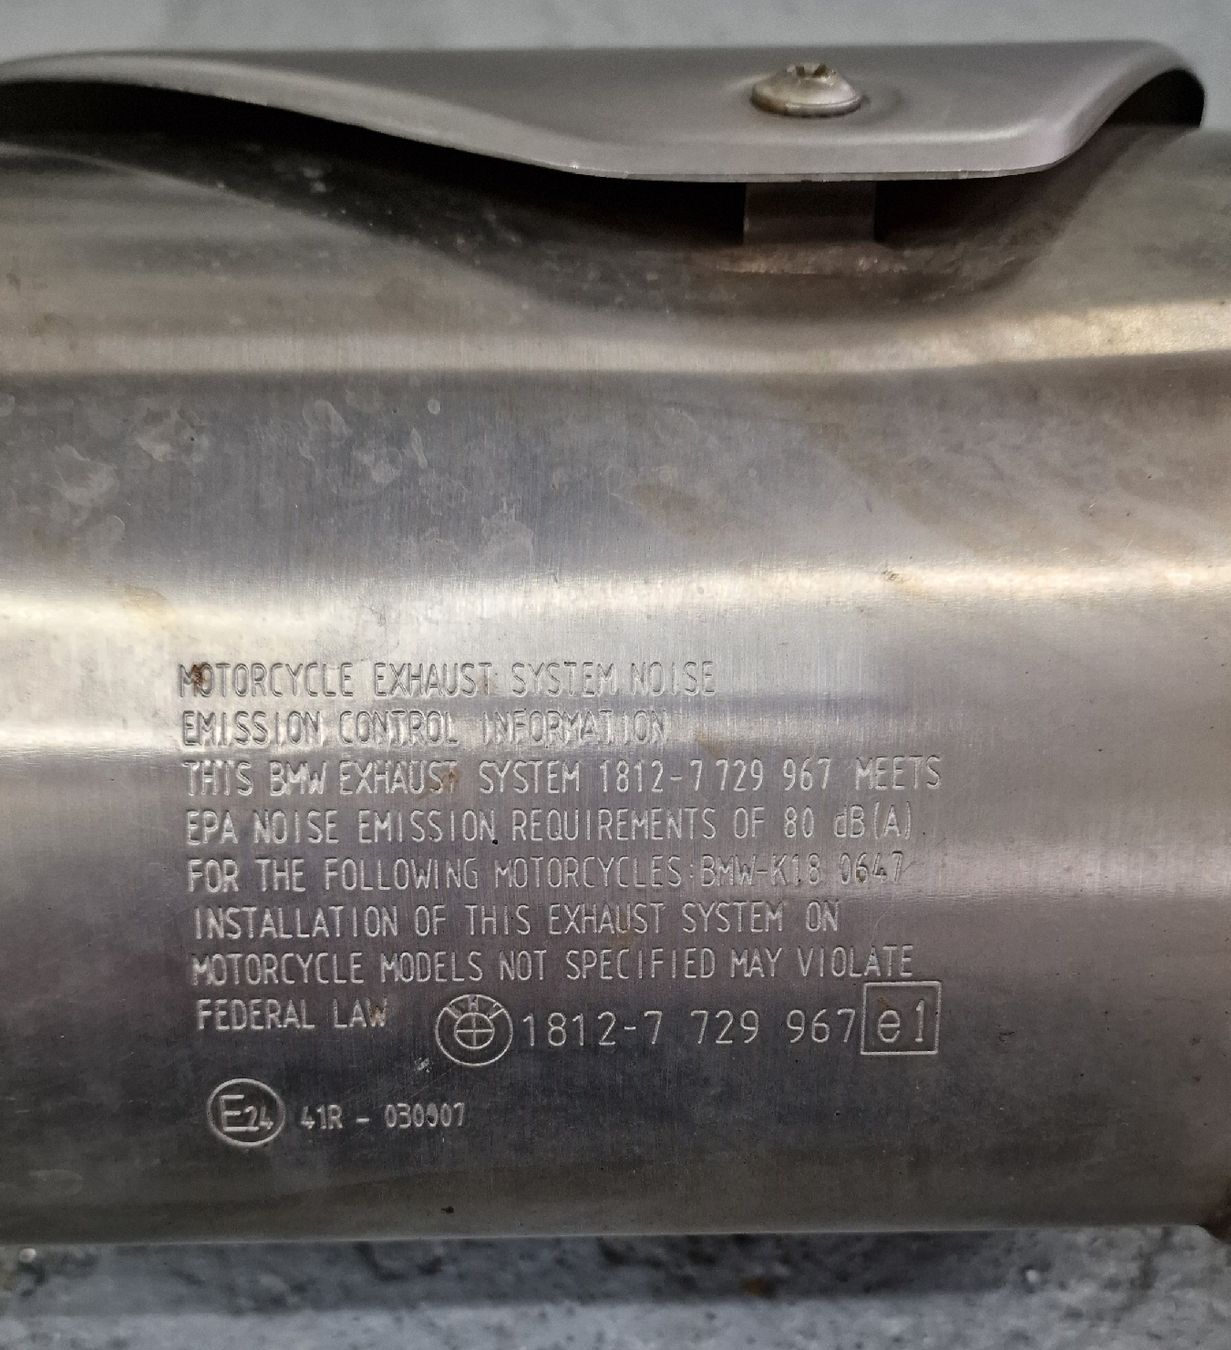 MOTORCYCLE EXHAUST SYSTEM NOISE
EMISSION CONTROL INFORMATION
THIS BMW EXHAUST SYSTEM 1812-7 729 967 MEETS
EPA NOISE EMISSION REQUIREMENTS OF 80 dB(A)
FOR THE FOLLOWING MOTORCYCLES: BMW-K18 0647
INSTALLATION OF THIS EXHAUST SYSTEM ON
MOTORCYCLE MODELS NOT SPECIFIED MAY VIOLATE
FEDERAL LAW
BMW 1812-7 729 967 e1
E24 41R - 030907